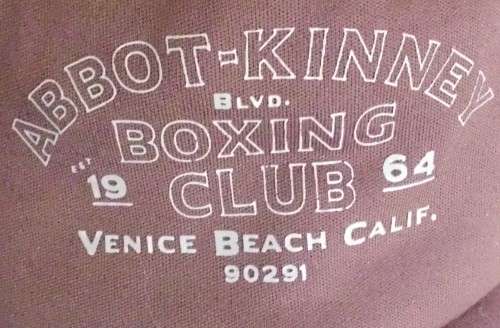 ABBOT-KINNEY
BLVD.
BOXING
EST
19 CLUB 64
VENICE BEACH CALIF.
90291